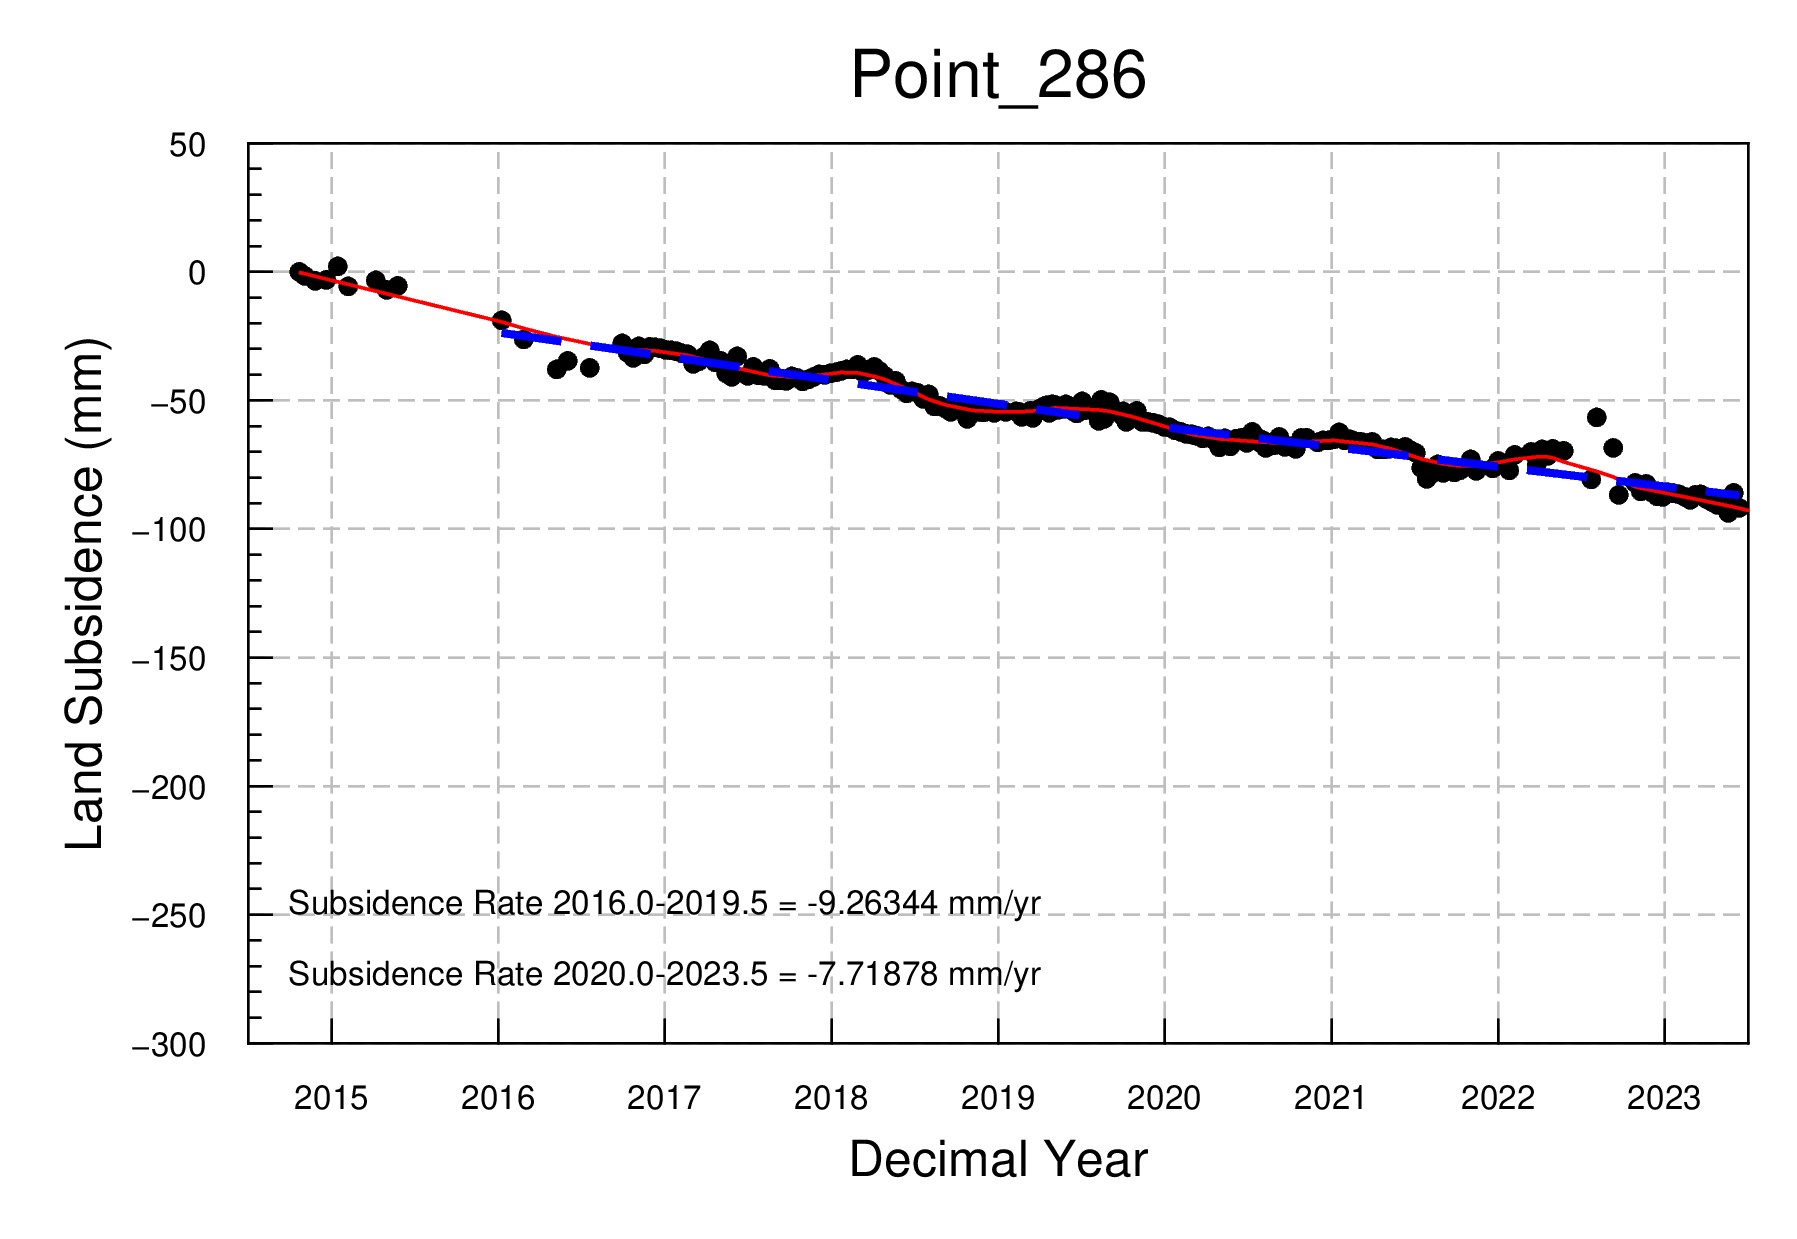 Point_286
50
0
−50
−100
−150
−200
−250
−300
Land Subsidence (mm)
Subsidence Rate 2016.0-2019.5 = -9.26344 mm/yr
Subsidence Rate 2020.0-2023.5 = -7.71878 mm/yr
2015 2016 2017 2018 2019 2020 2021 2022 2023
Decimal Year